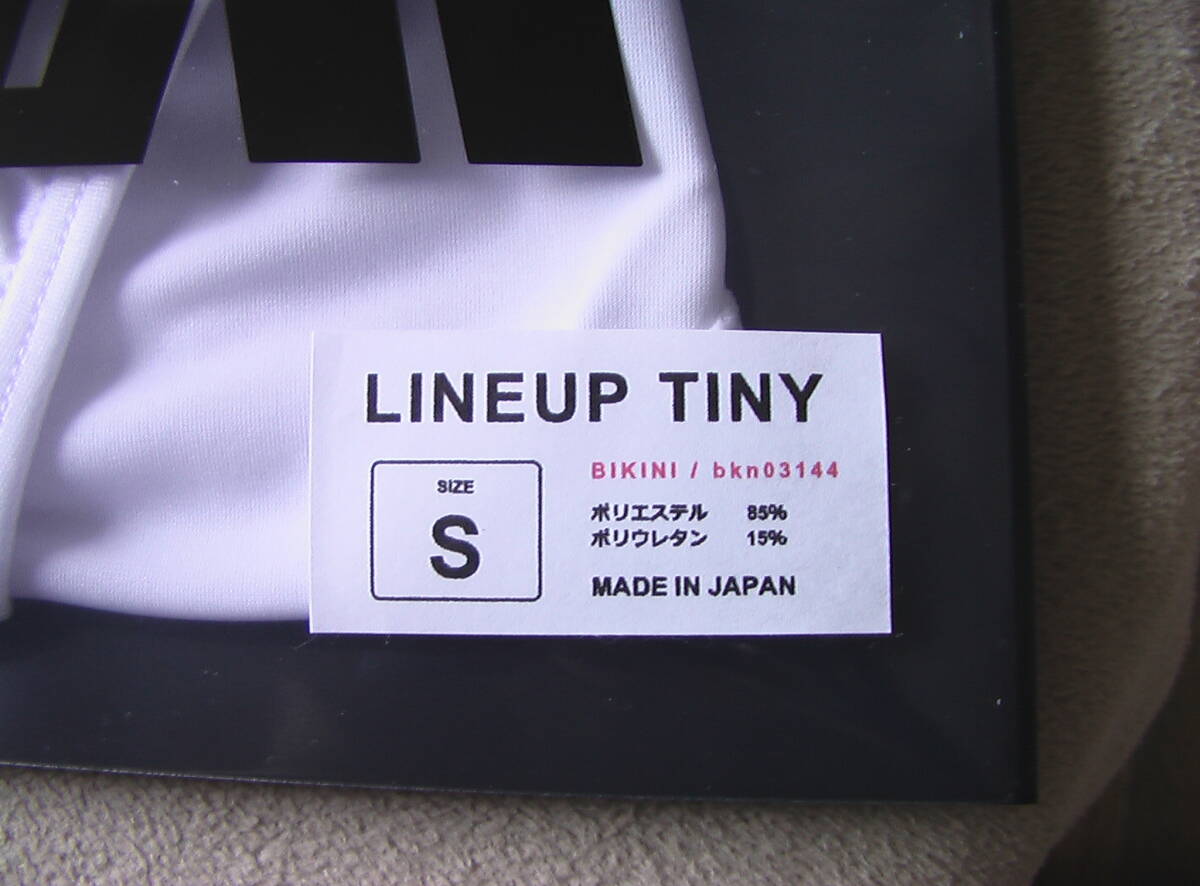 LINEUP TINY
SIZE
S
BIKINI / bkn03144
ポリエステル 85%
ポリウレタン 15%
MADE IN JAPAN